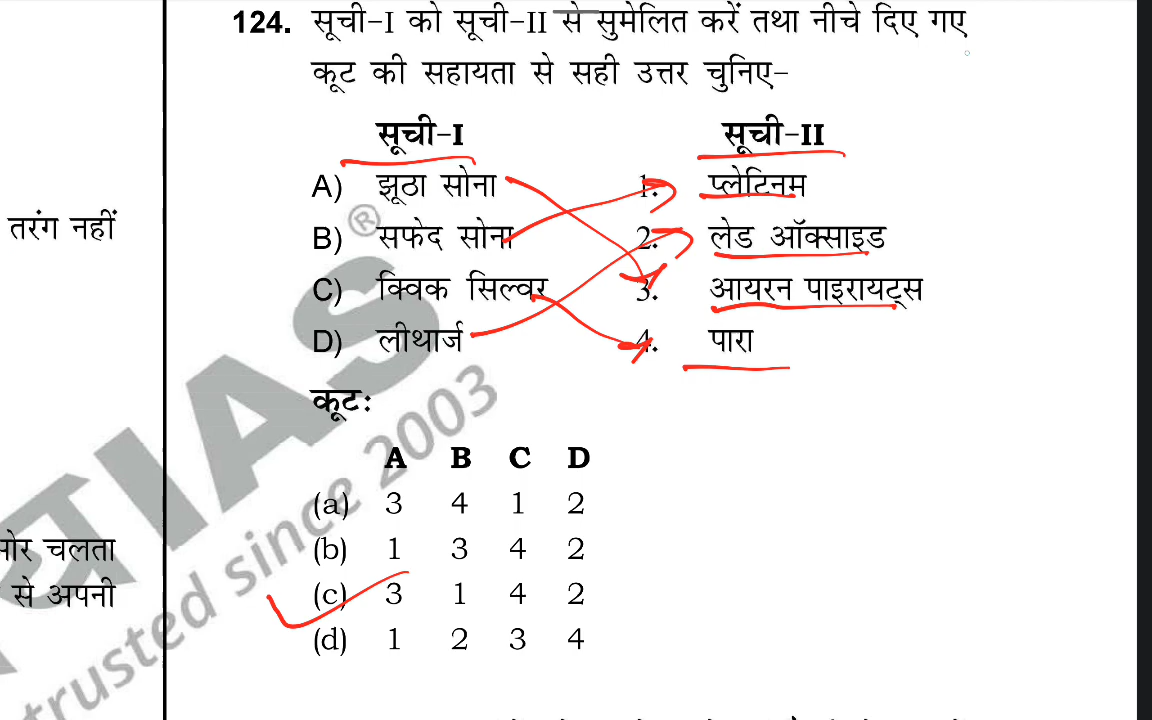 124. सूची-I को सूची-II से सुमेलित करें तथा नीचे दिए गए
कूट की सहायता से सही उत्तर चुनिए-
सूची-I सूची-II
A) झूठा सोना 1. प्लेटिनम
B) सफेद सोना 2. लेड ऑक्साइड
C) क्विक सिल्वर 3. आयरन पाइरायट्स
D) लीथार्ज 4. पारा
कूटः
A B C D
(a) 3 4 1 2
(b) 1 3 4 2
(c) 3 1 4 2
(d) 1 2 3 4
तरंग नहीं
चलता
से अपनी
IAS ®
trusted since 2003